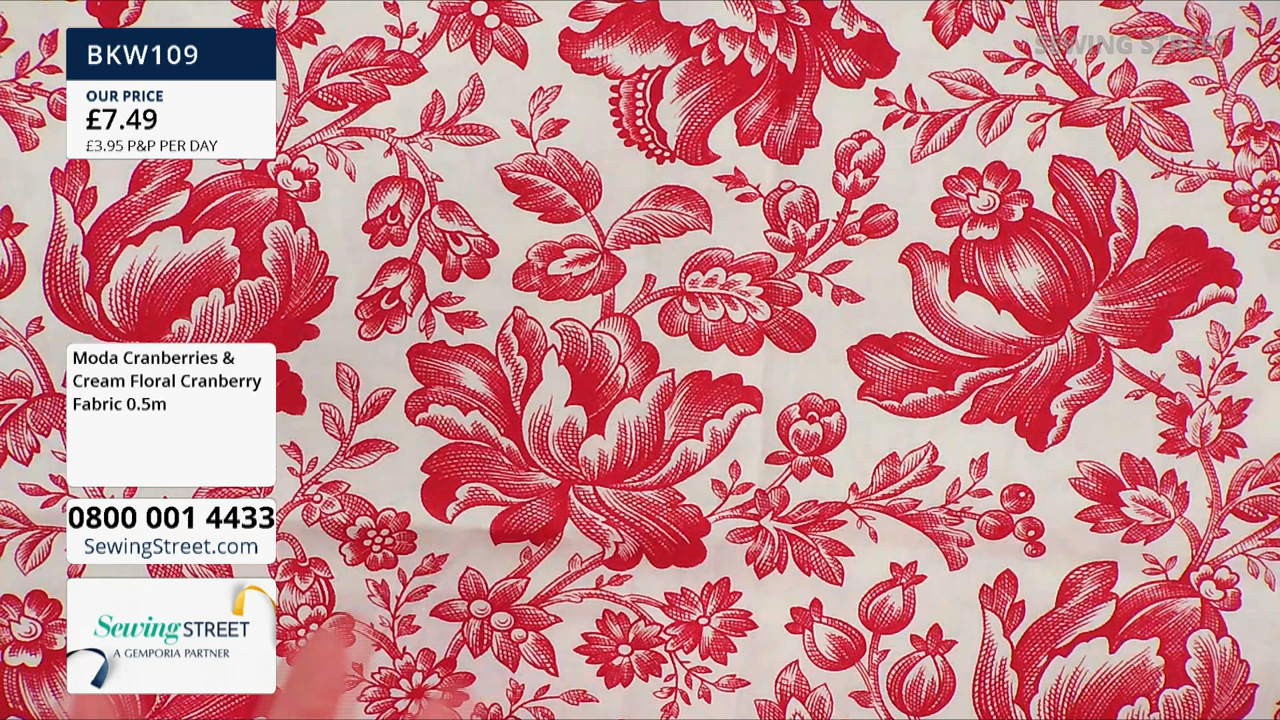 SEWING STREET
BKW109
OUR PRICE
£7.49
£3.95 P&P PER DAY
Moda Cranberries &
Cream Floral Cranberry
Fabric 0.5m
0800 001 4433
SewingStreet.com
Sewing STREET
A GEMPORIA PARTNER